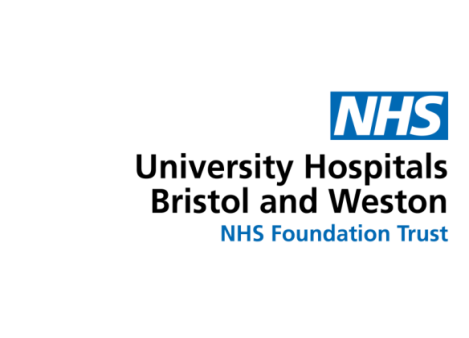 NHS
University Hospitals
Bristol and Weston
NHS Foundation Trust